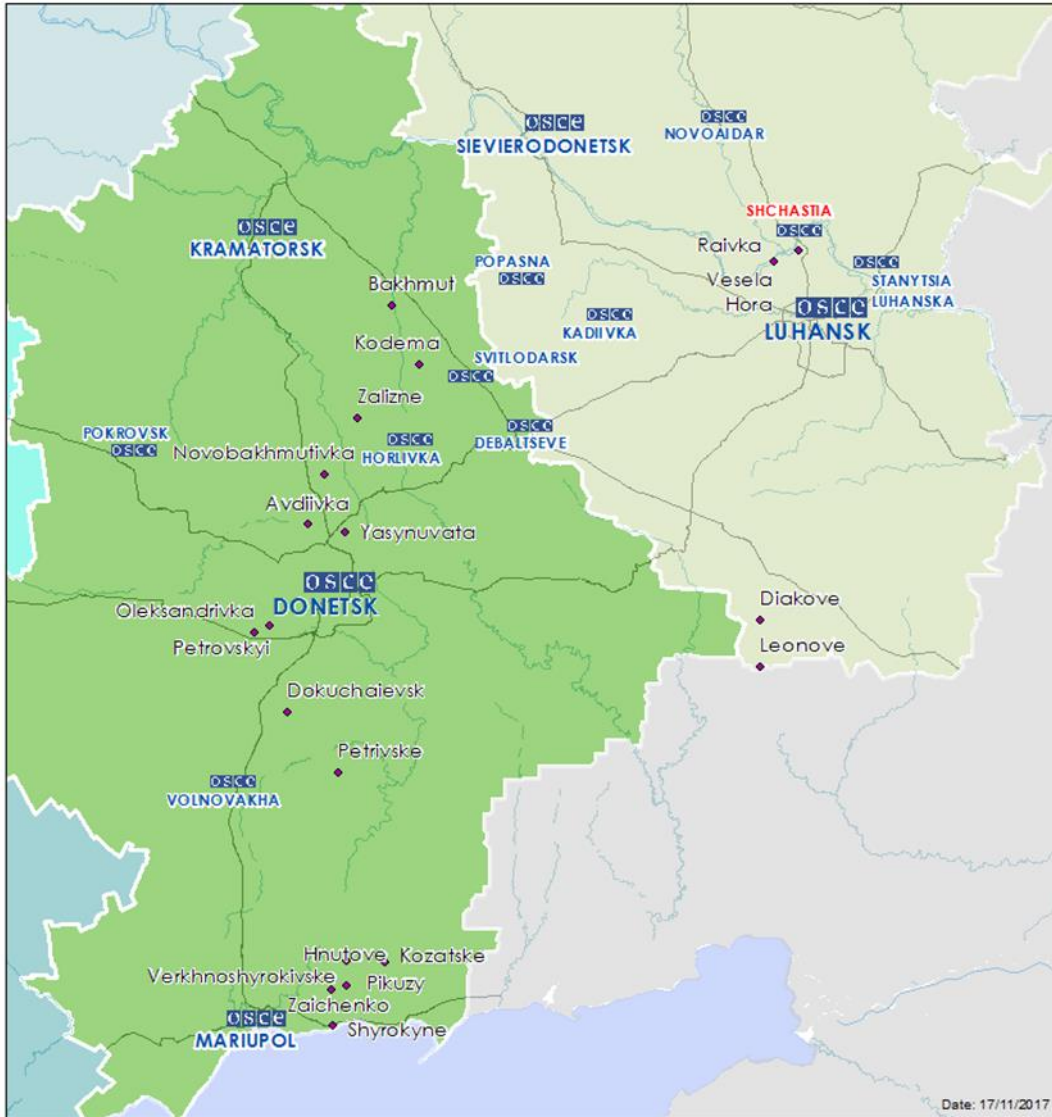 osce
SIEVIERODONETSK
osce
NOVOAIDAR
SHCHASTIA
osce
osce
KRAMATORSK
Raivka
Vesela
Hora
osce
STANYTSIA
LUHANSKA
POPASNA
osce
osce
LUHANSK
Bakhmut
osce
KADIIVKA
Kodema
SVITLODARSK
osce
Zalizne
osce
DEBALTSEVE
POKROVSK
osce
osce
HORLIVKA
Novobakhmutivka
Avdiivka
Yasynuvata
osce
DONETSK
Oleksandrivka
Petrovskyi
Diakove
Leonove
Dokuchaievsk
Petrivske
osce
VOLNOVAKHA
Hnutove
Kozatske
Verkhnoshyrokivske
Pikuzy
Zaichenko
osce
MARIUPOL
Shyrokyne
Date: 17/11/2017